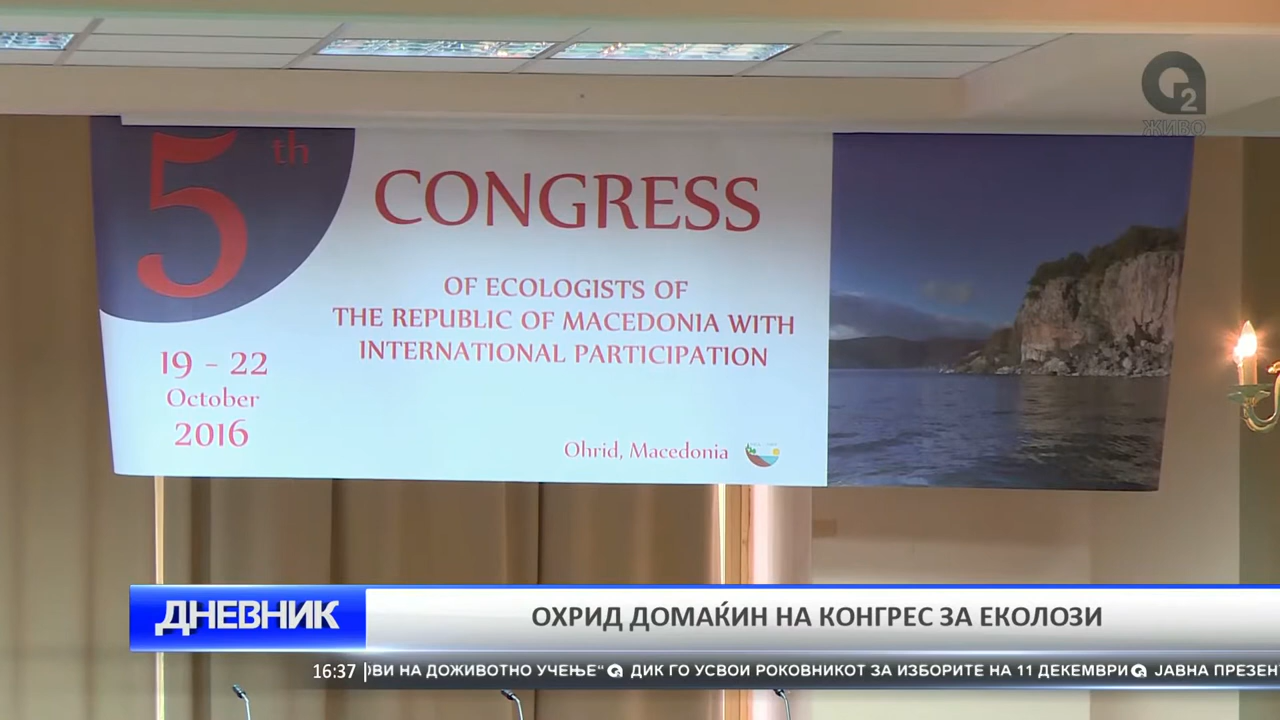 2
ЖИВО
5th
CONGRESS
OF ECOLOGISTS OF
THE REPUBLIC OF MACEDONIA WITH
INTERNATIONAL PARTICIPATION
19 - 22
October
2016
Ohrid, Macedonia
ДНЕВНИК
ОХРИД ДОМАЌИН НА КОНГРЕС ЗА ЕКОЛОЗИ
16:37 НА ДОЖИВОТНО УЧЕЊЕ“ ДИК ГО УСВОИ РОКОВНИКОТ ЗА ИЗБОРИТЕ НА 11 ДЕКЕМВРИ ЈАВНА